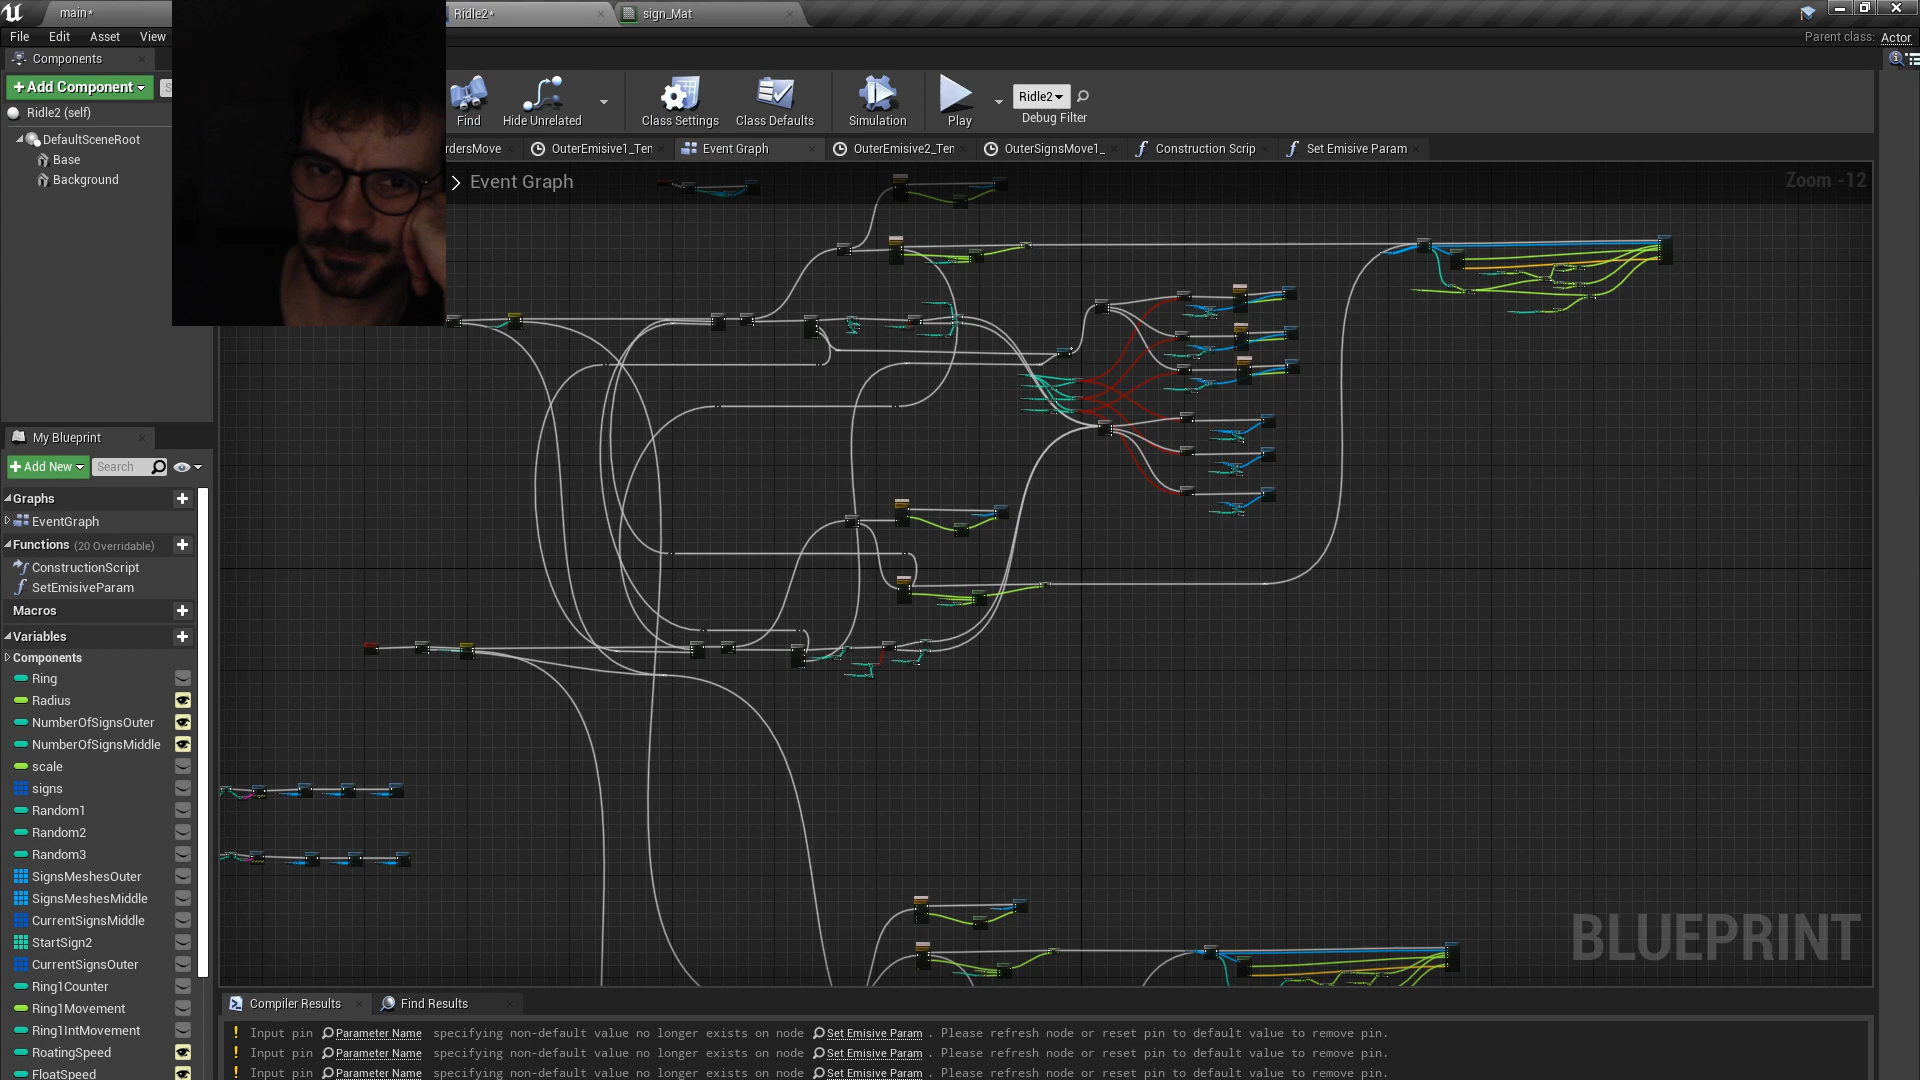 main*
Ridle2*
sign_Mat
File Edit Asset View
Parent class: Actor
Components
+ Add Component
Ridle2 (self)
DefaultSceneRoot
Base
Background
Find
Hide Unrelated
Class Settings
Class Defaults
Simulation
Play
Ridle2
Debug Filter
rdersMove
OuterEmisive1_Ten
Event Graph
OuterEmisive2_Ten
OuterSignsMove1_
Construction Scrip
Set Emisive Param
Event Graph
Zoom -12
My Blueprint
+ Add New
Search
Graphs
EventGraph
Functions (20 Overridable)
ConstructionScript
SetEmisiveParam
Macros
Variables
Components
Ring
Radius
NumberOfSignsOuter
NumberOfSignsMiddle
scale
signs
Random1
Random2
Random3
SignsMeshesOuter
SignsMeshesMiddle
CurrentSignsMiddle
StartSign2
CurrentSignsOuter
Ring1Counter
Ring1Movement
Ring1IntMovement
RoatingSpeed
FloatSpeed
BLUEPRINT
Compiler Results
Find Results
Input pin Parameter Name specifying non-default value no longer exists on node Set Emisive Param . Please refresh node or reset pin to default value to remove pin.
Input pin Parameter Name specifying non-default value no longer exists on node Set Emisive Param . Please refresh node or reset pin to default value to remove pin.
Input pin Parameter Name specifying non-default value no longer exists on node Set Emisive Param . Please refresh node or reset pin to default value to remove pin.